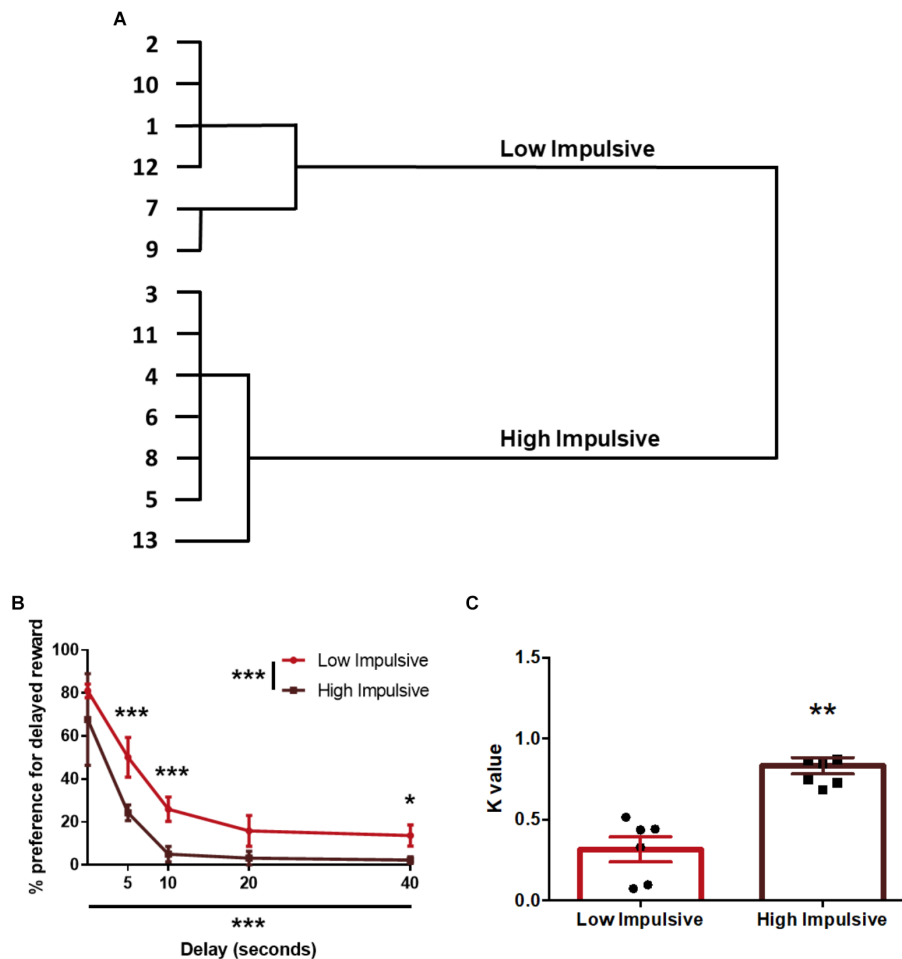 A
2
10
1
12
7
9
3
11
4
6
8
5
13
Low Impulsive
High Impulsive
B
% preference for delayed reward
100
80
60
40
20
0
5
10
20
40
***
***
*
***
Low Impulsive
High Impulsive
***
Delay (seconds)
C
K value
1.5
1.0
0.5
0.0
**
Low Impulsive
High Impulsive